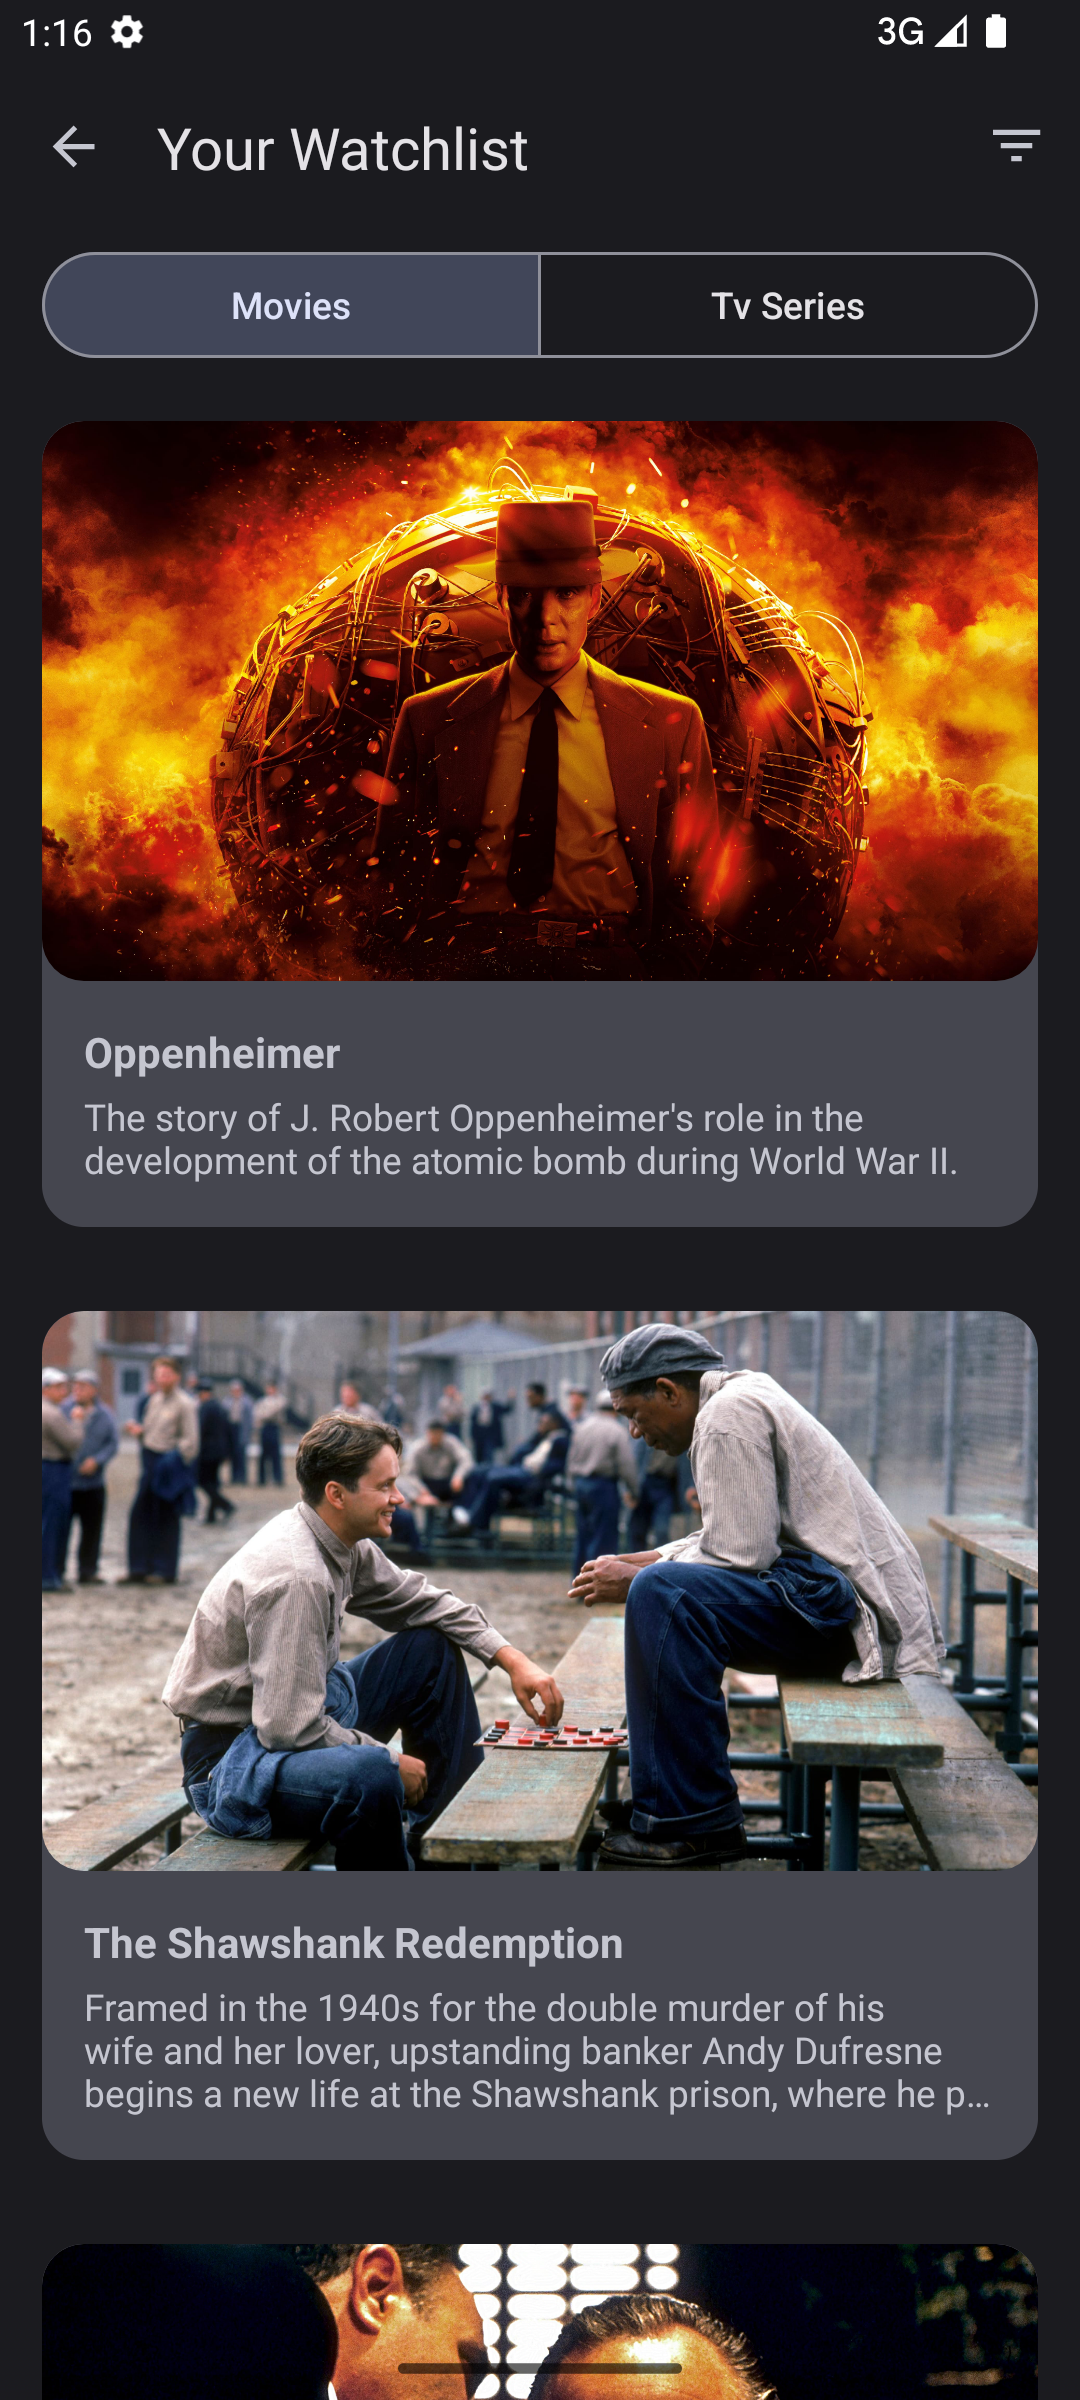 1:16
3G
Your Watchlist
Movies
Tv Series
Oppenheimer
The story of J. Robert Oppenheimer's role in the
development of the atomic bomb during World War II.
The Shawshank Redemption
Framed in the 1940s for the double murder of his
wife and her lover, upstanding banker Andy Dufresne
begins a new life at the Shawshank prison, where he p…